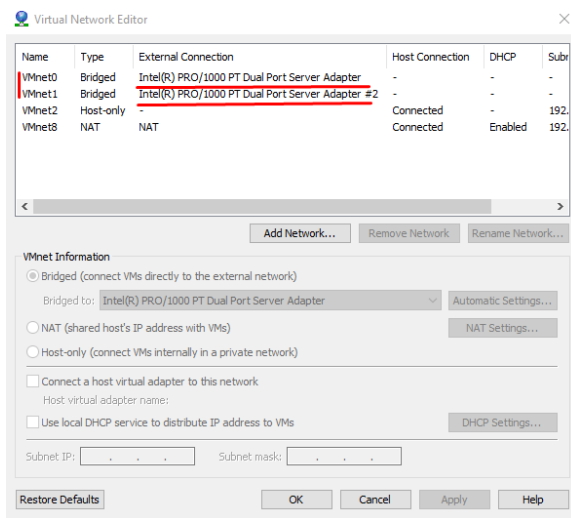 Virtual Network Editor
Name Type External Connection Host Connection DHCP Subr
VMnet0 Bridged Intel(R) PRO/1000 PT Dual Port Server Adapter - - -
VMnet1 Bridged Intel(R) PRO/1000 PT Dual Port Server Adapter #2 - - -
VMnet2 Host-only - Connected - 192.
VMnet8 NAT NAT Connected Enabled 192.
Add Network... Remove Network Rename Network...
VMnet Information
Bridged (connect VMs directly to the external network)
Bridged to: Intel(R) PRO/1000 PT Dual Port Server Adapter Automatic Settings...
NAT (shared host's IP address with VMs) NAT Settings...
Host-only (connect VMs internally in a private network)
Connect a host virtual adapter to this network
Host virtual adapter name:
Use local DHCP service to distribute IP address to VMs DHCP Settings...
Subnet IP: . . . Subnet mask: . . .
Restore Defaults OK Cancel Apply Help